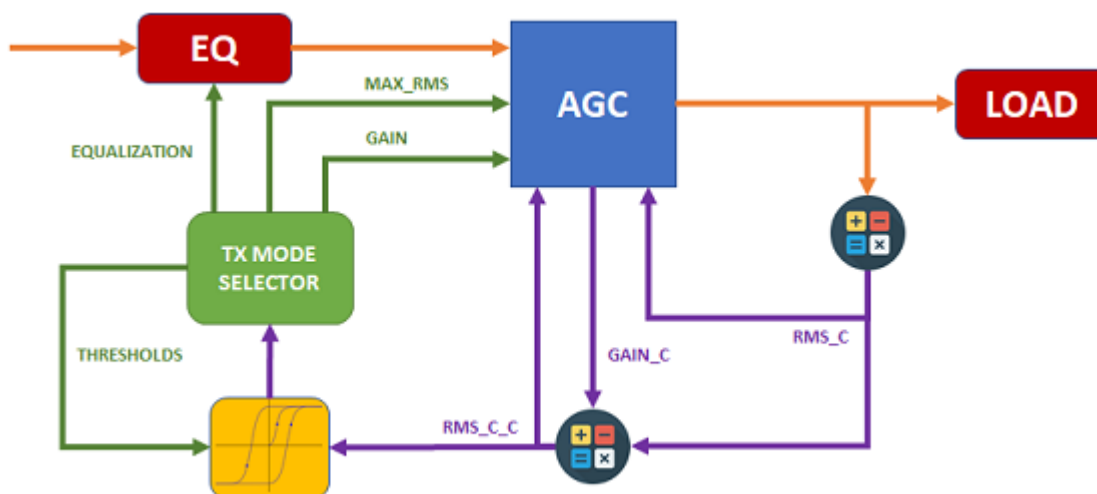 EQ
AGC
LOAD
MAX_RMS
GAIN
EQUALIZATION
TX MODE
SELECTOR
THRESHOLDS
RMS_C
GAIN_C
RMS_C_C